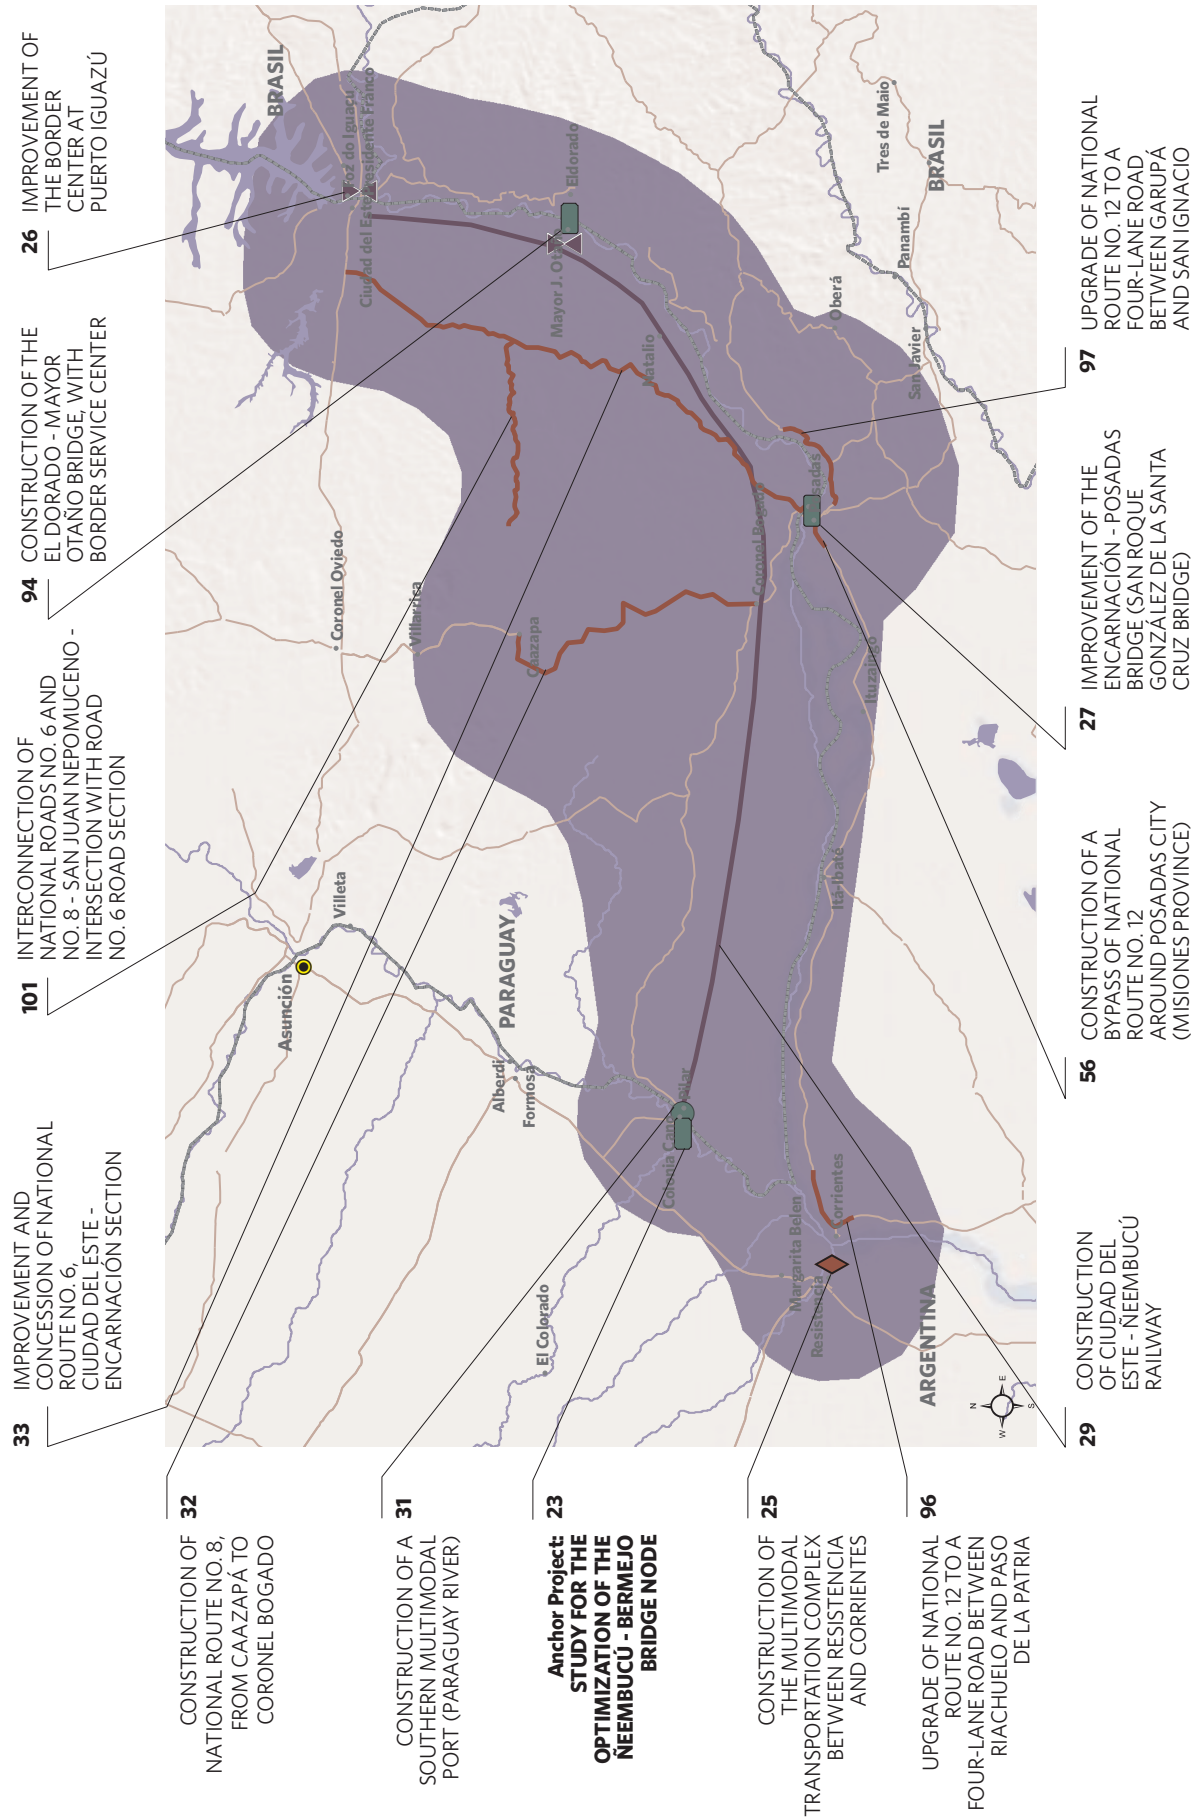 33
IMPROVEMENT AND
CONCESSION OF NATIONAL
ROUTE NO. 6,
CIUDAD DEL ESTE -
ENCARNACIÓN SECTION
101
INTERCONNECTION OF
NATIONAL ROADS NO. 6 AND
NO. 8 - SAN JUAN NEPOMUCENO -
INTERSECTION WITH ROAD
NO. 6 ROAD SECTION
94
CONSTRUCTION OF THE
ELDORADO - MAYOR
OTAÑO BRIDGE, WITH
BORDER SERVICE CENTER
26
IMPROVEMENT OF
THE BORDER
CENTER AT
PUERTO IGUAZÚ
32
CONSTRUCTION OF
NATIONAL ROUTE NO. 8,
FROM CAAZAPÁ TO
CORONEL BOGADO
31
CONSTRUCTION OF A
SOUTHERN MULTIMODAL
PORT (PARAGUAY RIVER)
23
Anchor Project:
STUDY FOR THE
OPTIMIZATION OF THE
ÑEEMBUCÚ - BERMEJO
BRIDGE NODE
25
CONSTRUCTION OF
THE MULTIMODAL
TRANSPORTATION COMPLEX
BETWEEN RESISTENCIA
AND CORRIENTES
96
UPGRADE OF NATIONAL
ROUTE NO. 12 TO A
FOUR-LANE ROAD BETWEEN
RIACHUELO AND PASO
DE LA PATRIA
BRASIL
Foz do Iguaçu
Presidente Franco
Ciudad del Este
Asunción
Villeta
Coronel Oviedo
Villarrica
PARAGUAY
Alberdi
Formosa
El Colorado
Caazapa
Mayor J. Otaño
Eldorado
Natalio
Colonia Cano
Pilar
Coronel Bogado
Posadas
Oberá
Panambí
San Javier
Tres de Maio
BRASIL
Ituzaingo
Itá-Ibaté
Margarita Belen
Resistencia
Corrientes
ARGENTINA
N
W
E
S
29
CONSTRUCTION
OF CIUDAD DEL
ESTE - ÑEEMBUCÚ
RAILWAY
56
CONSTRUCTION OF A
BYPASS OF NATIONAL
ROUTE NO. 12
AROUND POSADAS CITY
(MISIONES PROVINCE)
27
IMPROVEMENT OF THE
ENCARNACIÓN - POSADAS
BRIDGE (SAN ROQUE
GONZÁLEZ DE LA SANTA
CRUZ BRIDGE)
97
UPGRADE OF NATIONAL
ROUTE NO. 12 TO A
FOUR-LANE ROAD
BETWEEN GARUPÁ
AND SAN IGNACIO